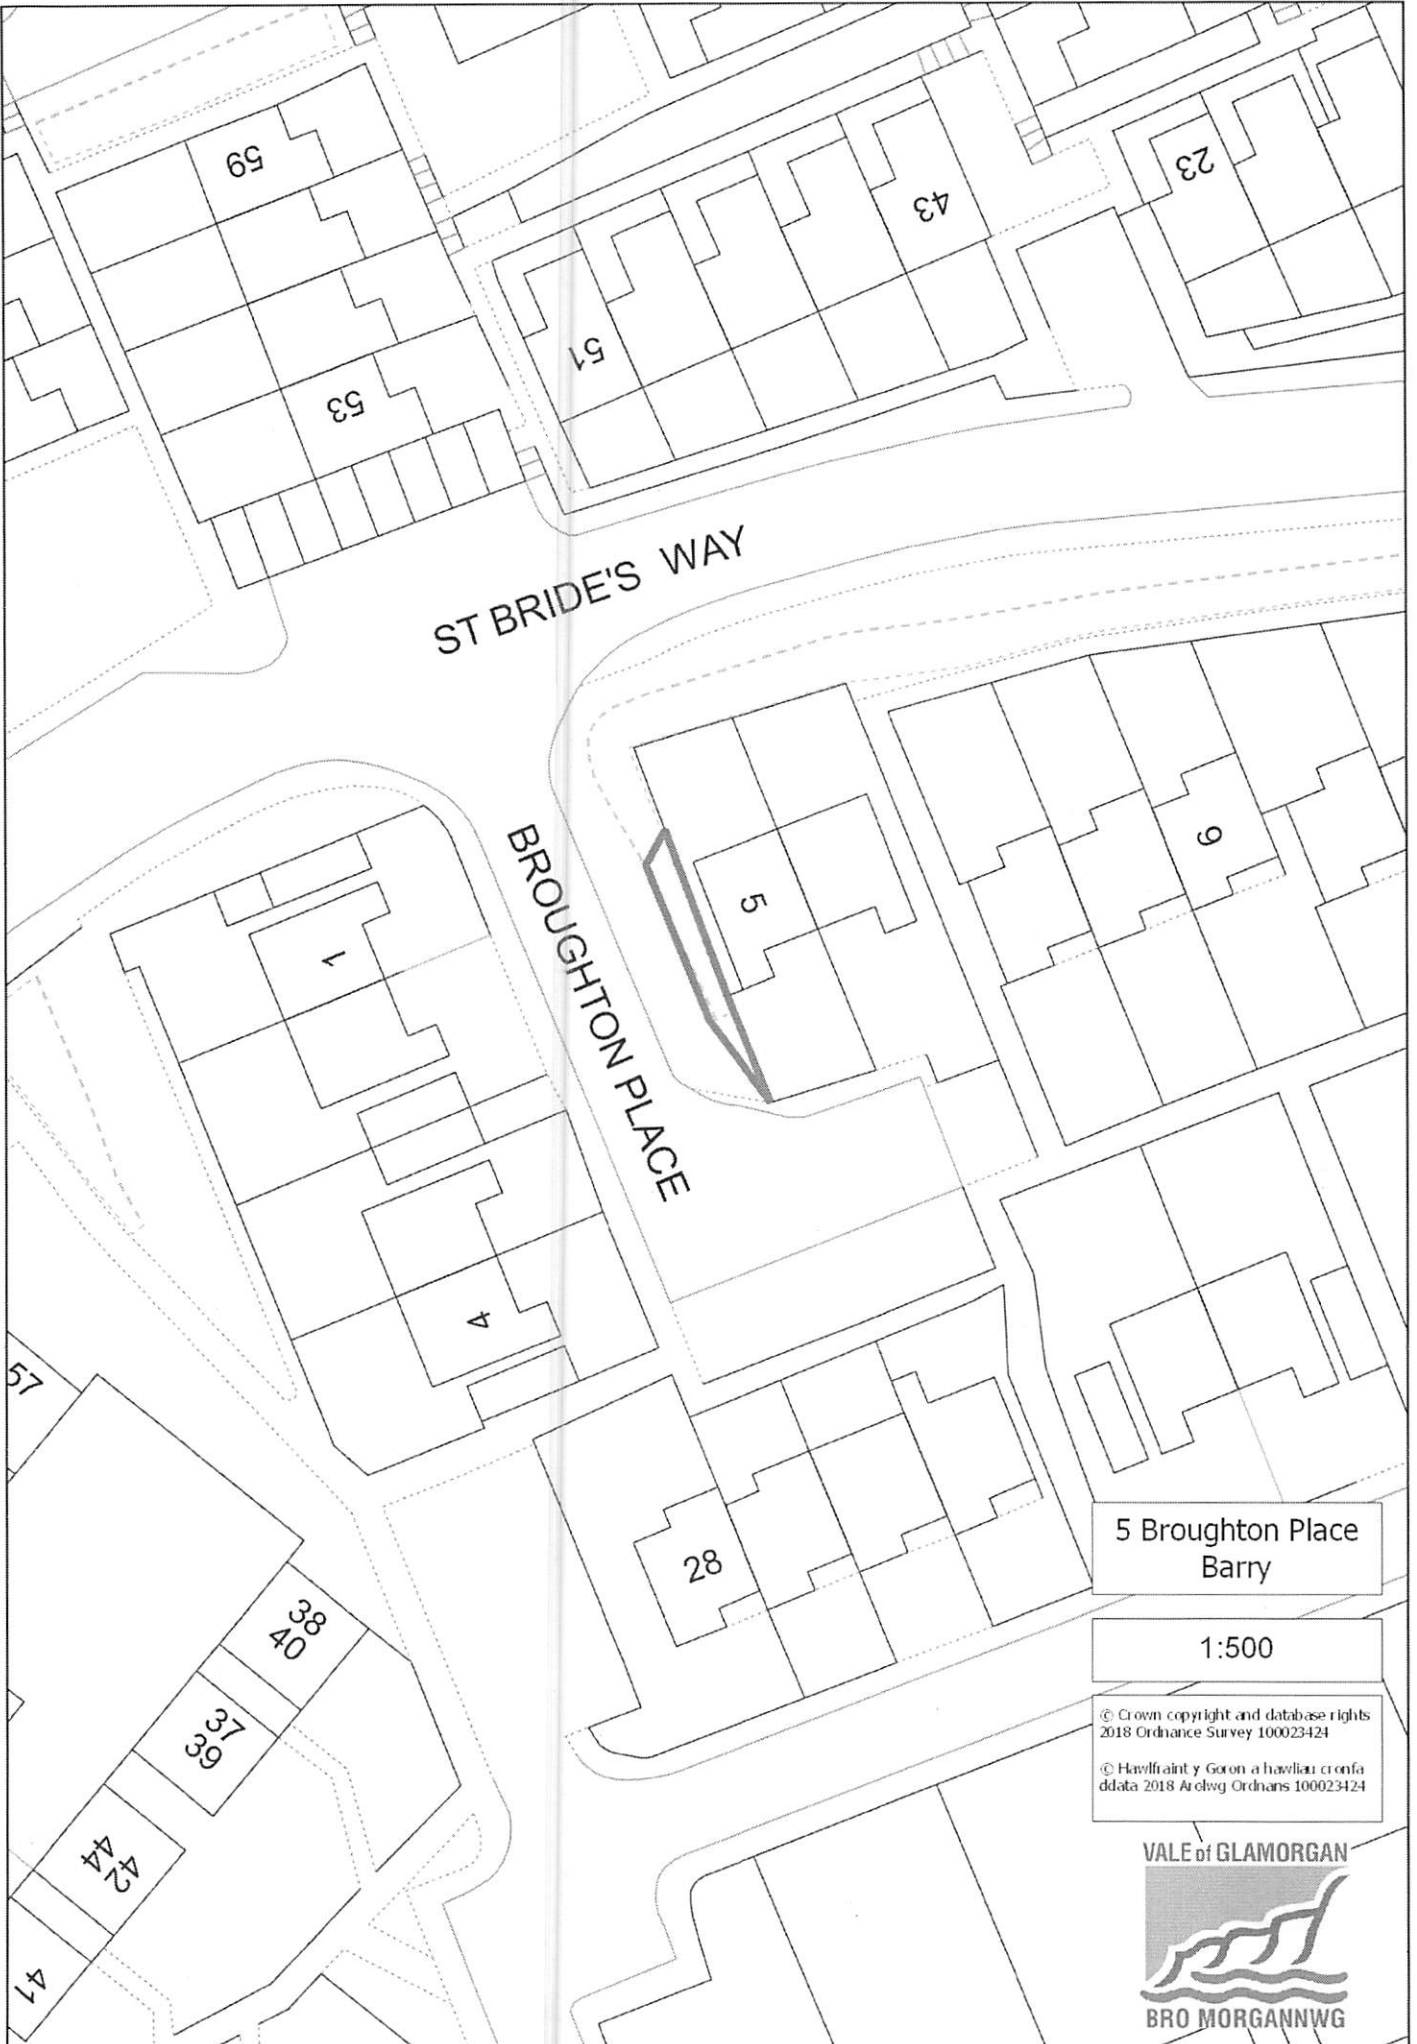 59
23
43
51
53
ST BRIDE'S WAY
BROUGHTON PLACE
5
9
1
4
57
28
38
40
37
39
42
44
41
5 Broughton Place
Barry
1:500
© Crown copyright and database rights
2018 Ordnance Survey 100023424
© Hawlfraint y Goron a hawliau cronfa
ddata 2018 Arolwg Ordnans 100023424
VALE of GLAMORGAN
BRO MORGANNWG